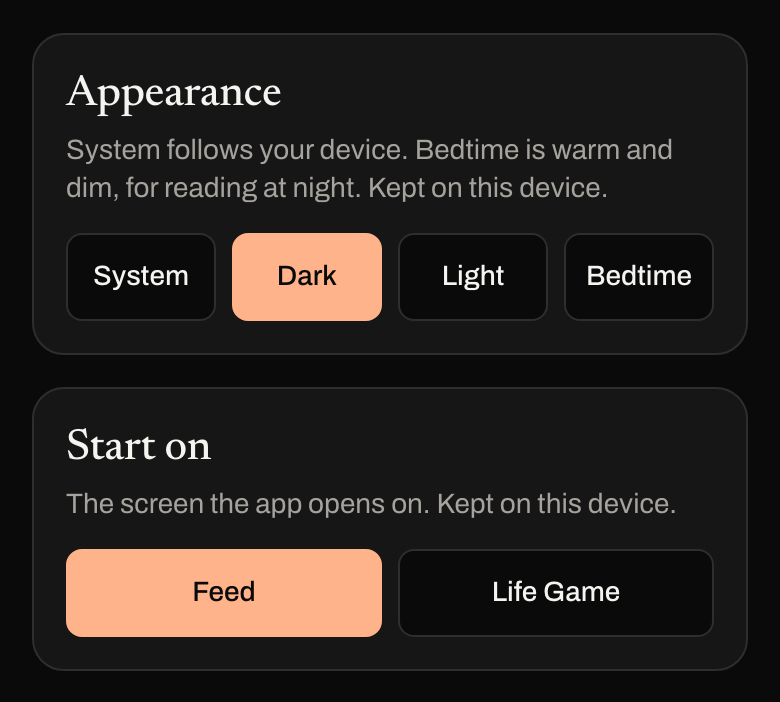 Appearance
System follows your device. Bedtime is warm and
dim, for reading at night. Kept on this device.
System
Dark
Light
Bedtime
Start on
The screen the app opens on. Kept on this device.
Feed
Life Game